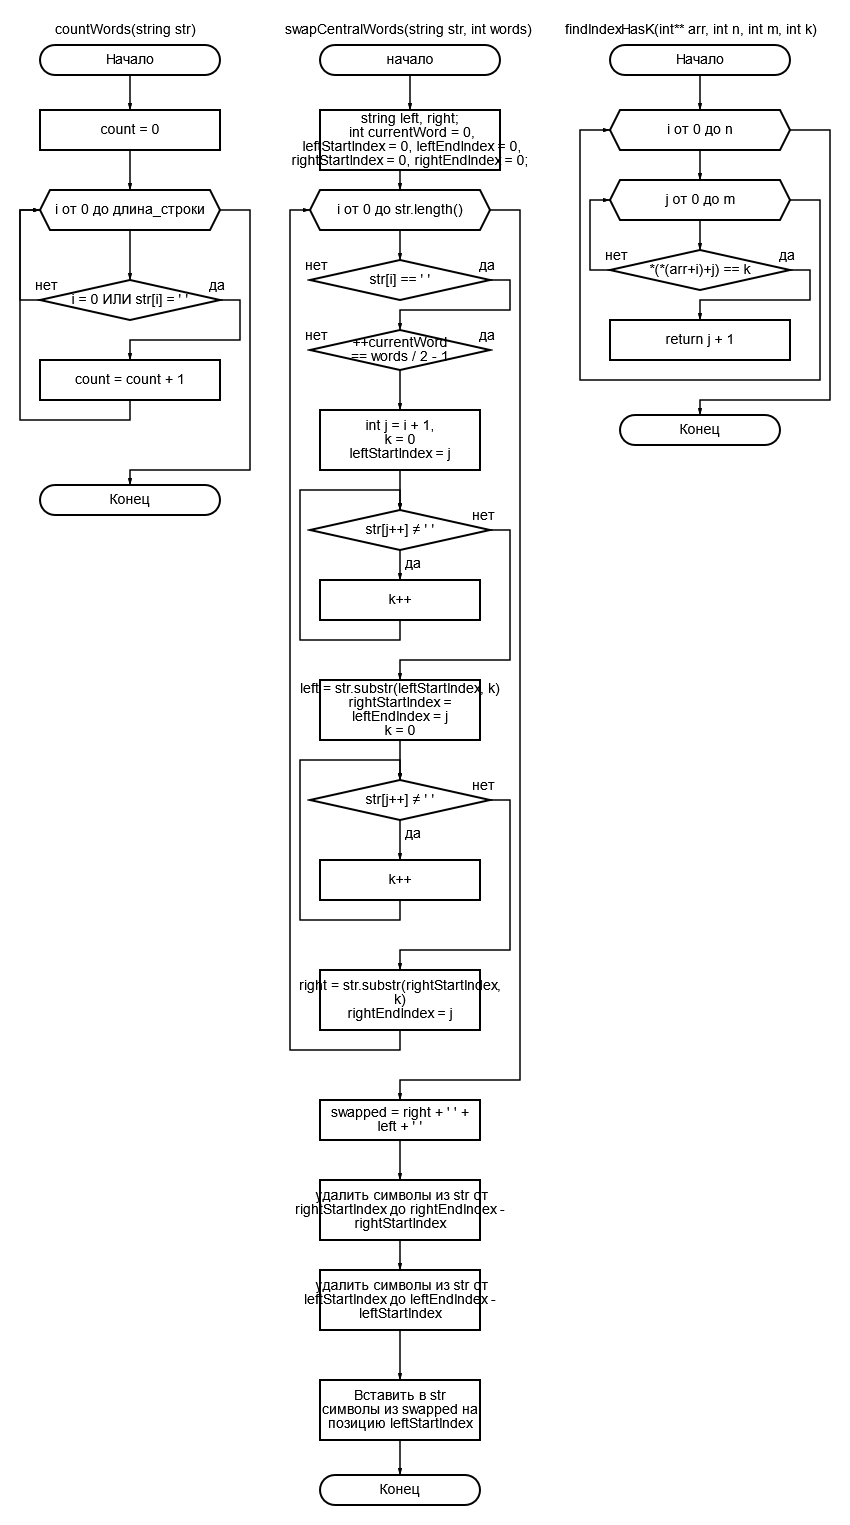 countWords(string str)
Начало
count = 0
i от 0 до длина_строки
нет
да
i = 0 ИЛИ str[i] = ' '
count = count + 1
Конец
swapCentralWords(string str, int words)
начало
string left, right;
int currentWord = 0,
leftStartIndex = 0, leftEndIndex = 0,
rightStartIndex = 0, rightEndIndex = 0;
i от 0 до str.length()
нет
да
str[i] == ' '
нет
да
++currentWord
== words / 2 - 1
int j = i + 1,
k = 0
leftStartIndex = j
нет
str[j++] ≠ ' '
да
k++
left = str.substr(leftStartIndex, k)
rightStartIndex =
leftEndIndex = j
k = 0
нет
str[j++] ≠ ' '
да
k++
right = str.substr(rightStartIndex,
k)
rightEndIndex = j
swapped = right + ' ' +
left + ' '
удалить символы из str от
rightStartIndex до rightEndIndex -
rightStartIndex
удалить символы из str от
leftStartIndex до leftEndIndex -
leftStartIndex
Вставить в str
символы из swapped на
позицию leftStartIndex
Конец
findIndexHasK(int** arr, int n, int m, int k)
Начало
i от 0 до n
j от 0 до m
нет
да
*(*(arr+i)+j) == k
return j + 1
Конец